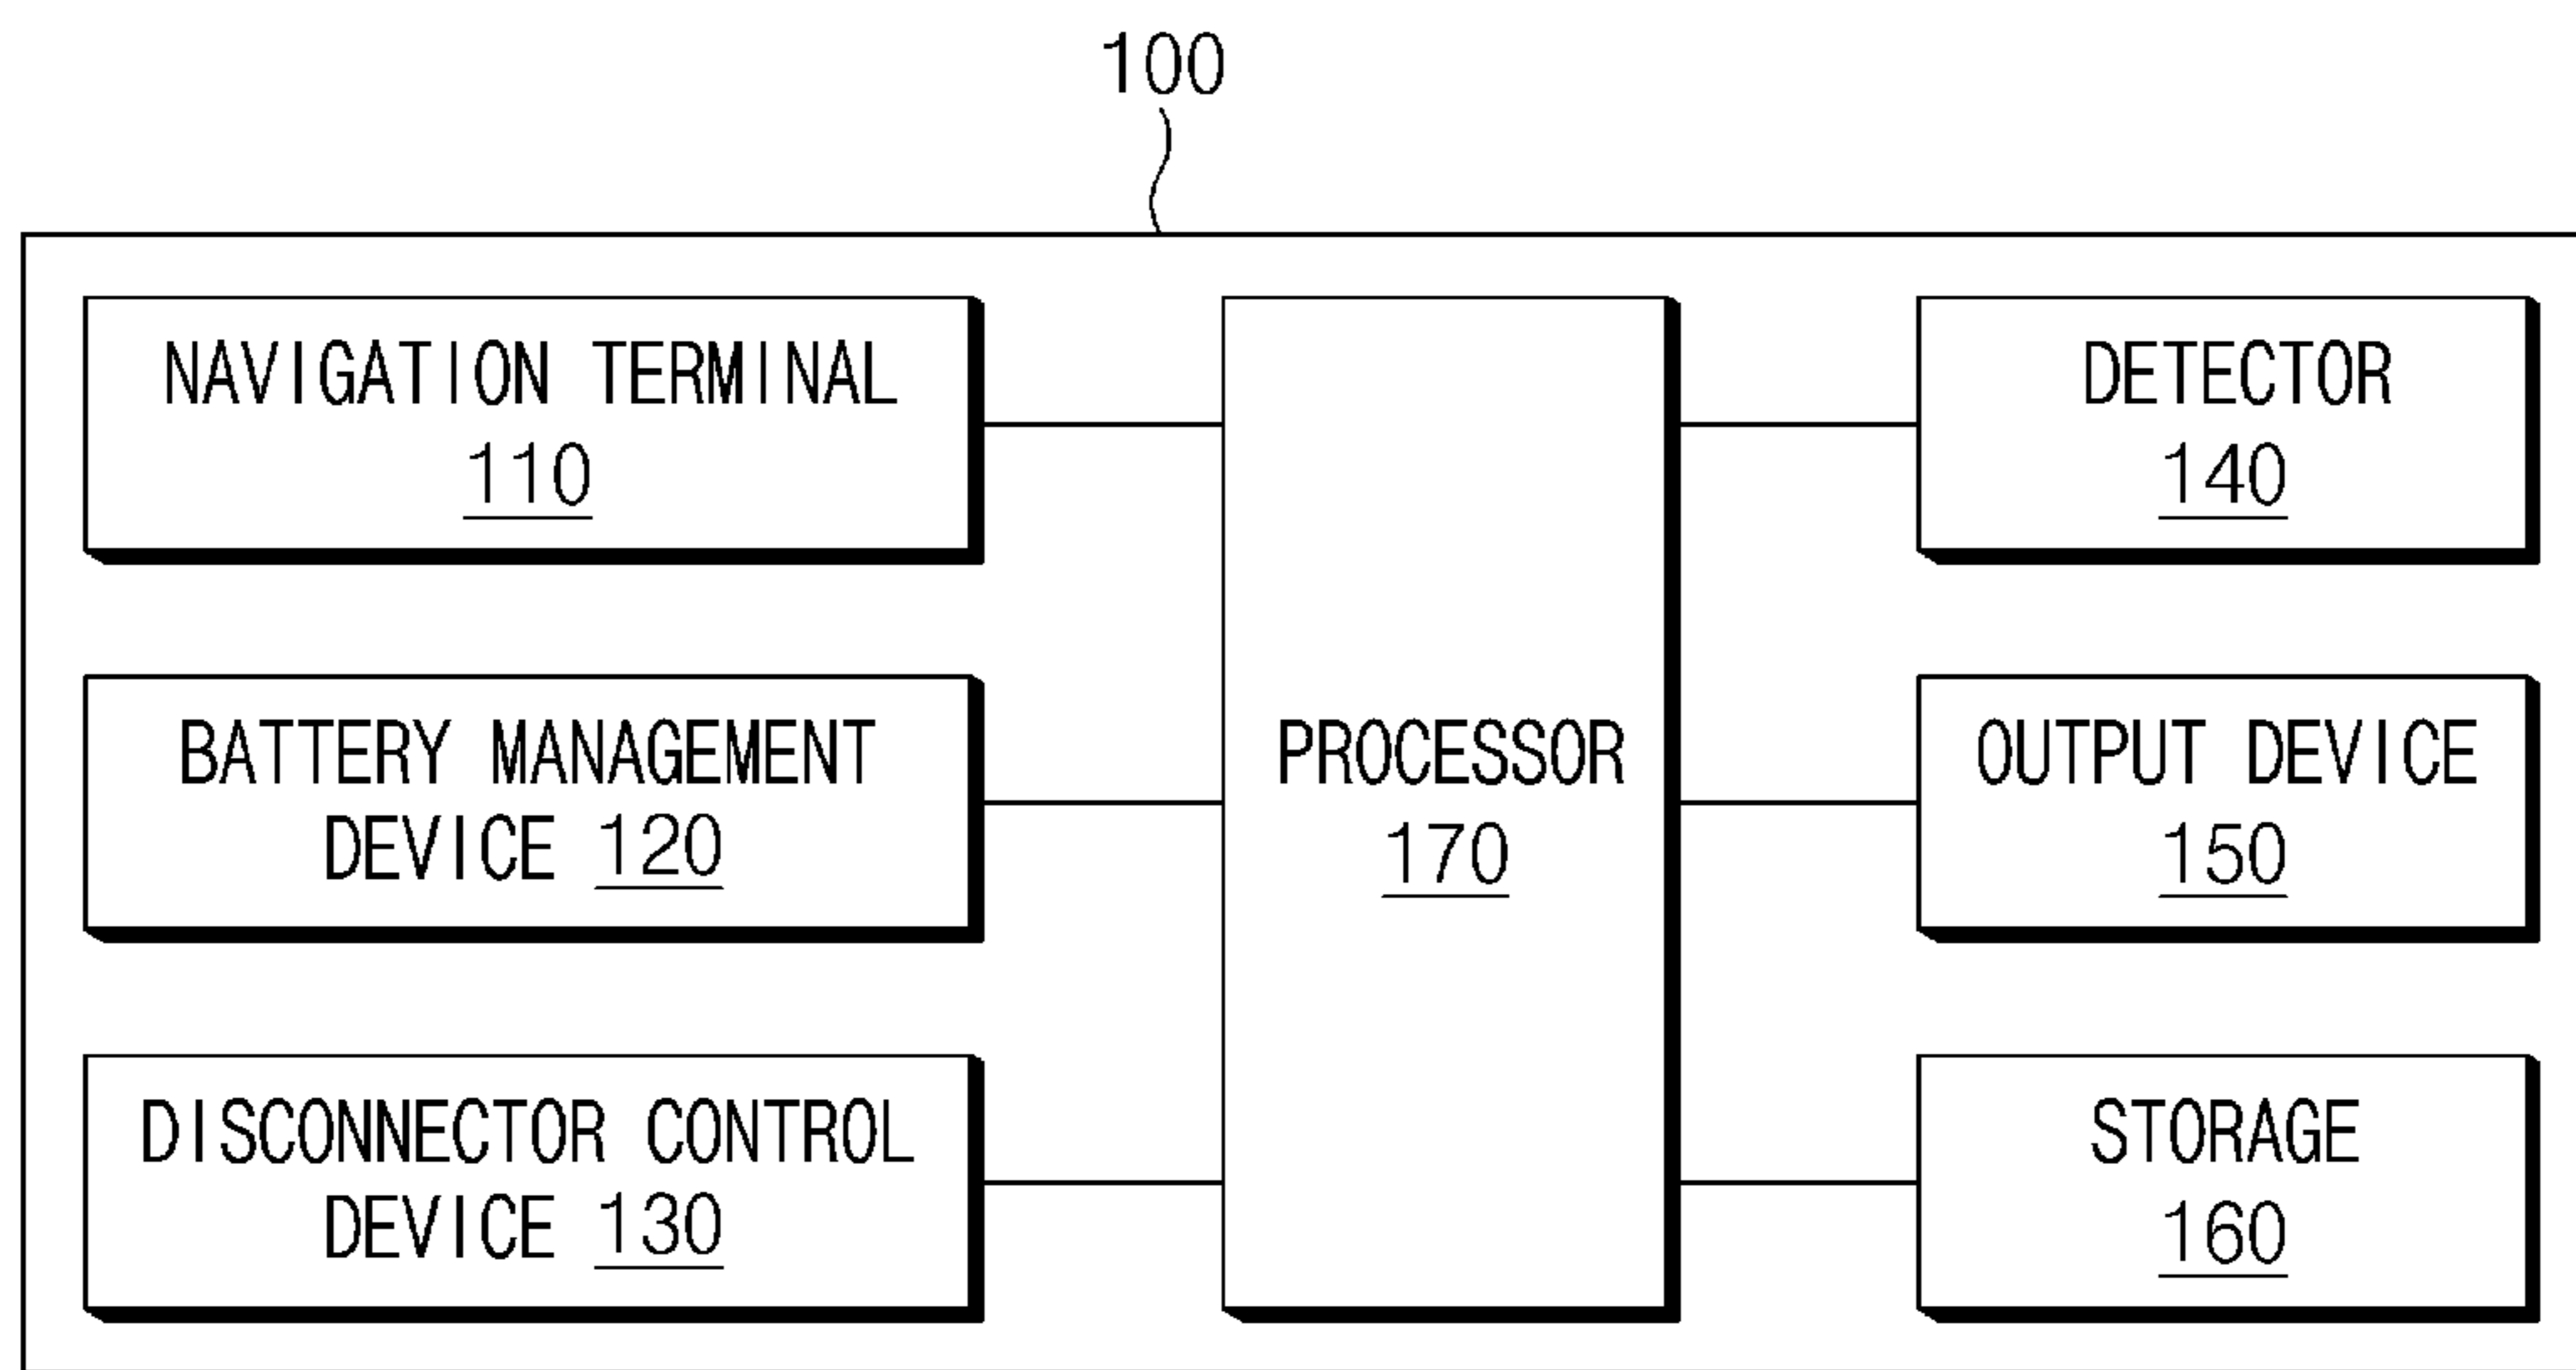 100
NAVIGATION TERMINAL
110
BATTERY MANAGEMENT
DEVICE 120
DISCONNECTOR CONTROL
DEVICE 130
PROCESSOR
170
DETECTOR
140
OUTPUT DEVICE
150
STORAGE
160